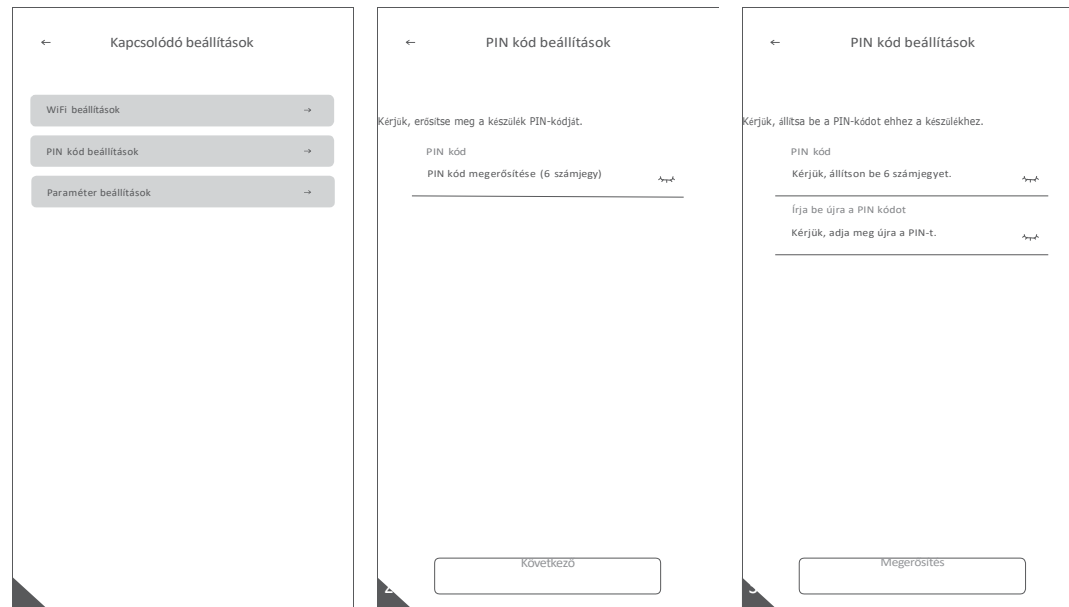 ← Kapcsolódó beállítások
WiFi beállítások →
PIN kód beállítások →
Paraméter beállítások →
← PIN kód beállítások
Kérjük, erősítse meg a készülék PIN-kódját.
PIN kód
PIN kód megerősítése (6 számjegy)
Következő
2
← PIN kód beállítások
Kérjük, állítsa be a PIN-kódot ehhez a készülékhez.
PIN kód
Kérjük, állítson be 6 számjegyet.
Írja be újra a PIN kódot
Kérjük, adja meg újra a PIN-t.
Megerősítés
3